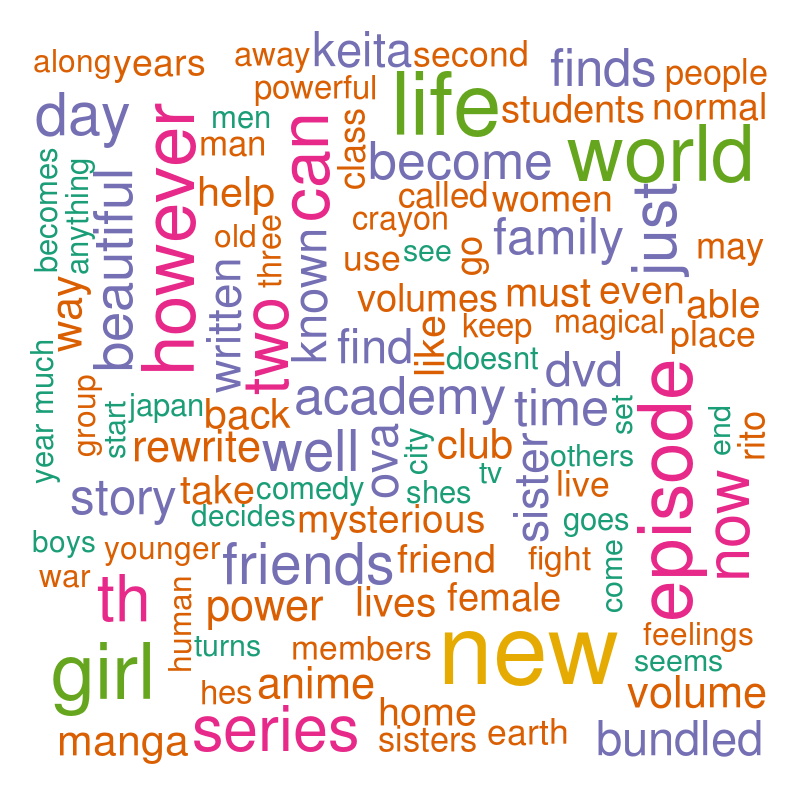 away keita second
along years
finds people
powerful life
day men students normal
however can class
man become world
becomes anything beautiful
help called women
crayon just
old three family
use see go may
way written known
volumes must even able
two like keep magical place
find doesnt
year much dvd
group academy episode
start japan back time set end rito
rewrite well ova city club sister others
tv live now
story take comedy shes
decides mysterious goes
boys younger friends friend fight
war come
th human power lives female
turns members new feelings
girl seems
hes anime volume
series home
manga sisters earth bundled